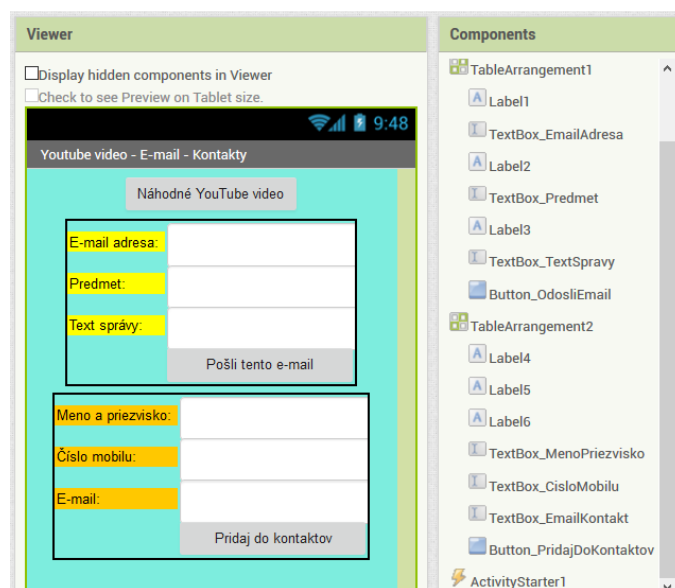 Viewer
Display hidden components in Viewer
Check to see Preview on Tablet size.
9:48
Youtube video - E-mail - Kontakty
Náhodné YouTube video
E-mail adresa:
Predmet:
Text správy:
Pošli tento e-mail
Meno a priezvisko:
Číslo mobilu:
E-mail:
Pridaj do kontaktov
Components
TableArrangement1
A Label1
TextBox_EmailAdresa
A Label2
TextBox_Predmet
A Label3
TextBox_TextSpravy
Button_OdosliEmail
TableArrangement2
A Label4
A Label5
A Label6
TextBox_MenoPriezvisko
TextBox_CisloMobilu
TextBox_EmailKontakt
Button_PridajDoKontaktov
ActivityStarter1